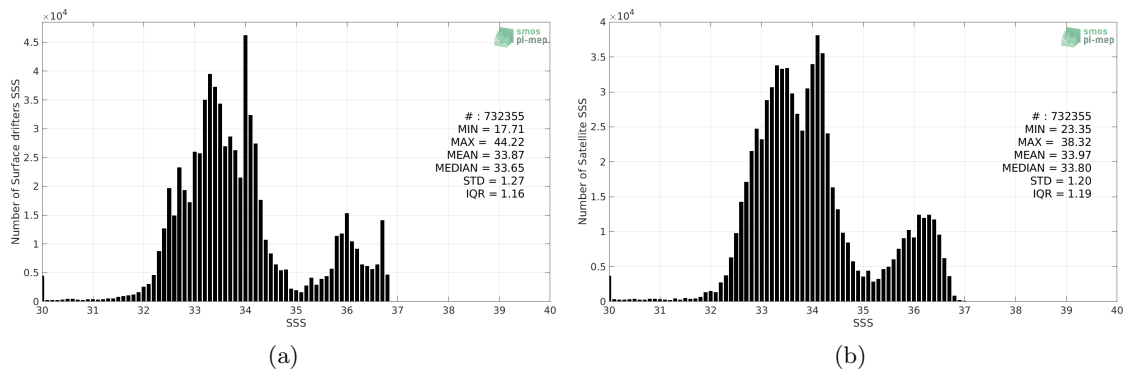 ×10⁴
4.5
4
3.5
3
2.5
2
1.5
1
0.5
0
30 31 32 33 34 35 36 37 38 39 40
SSS
Number of Surface drifters SSS
smos
pi-mep
# : 732355
MIN = 17.71
MAX = 44.22
MEAN = 33.87
MEDIAN = 33.65
STD = 1.27
IQR = 1.16
(a)
×10⁴
4
3.5
3
2.5
2
1.5
1
0.5
0
30 31 32 33 34 35 36 37 38 39 40
SSS
Number of Satellite SSS
smos
pi-mep
# : 732355
MIN = 23.35
MAX = 38.32
MEAN = 33.97
MEDIAN = 33.80
STD = 1.20
IQR = 1.19
(b)